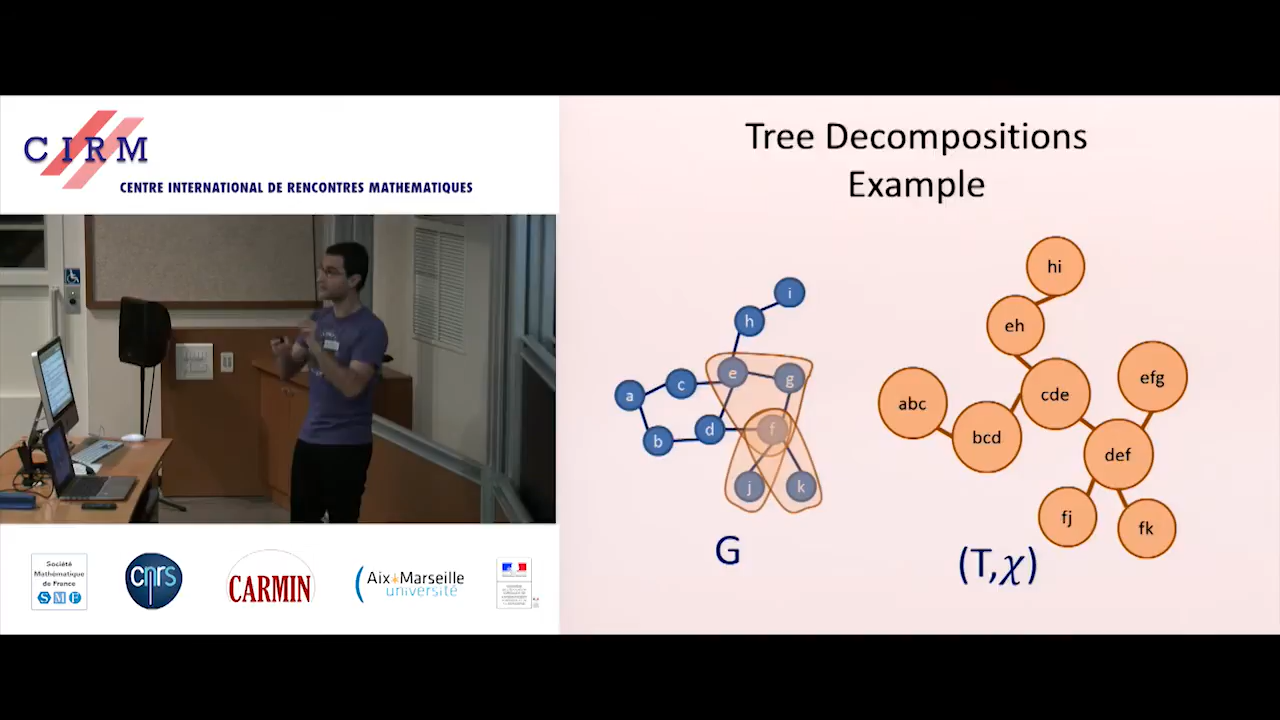 CIRM
CENTRE INTERNATIONAL DE RENCONTRES MATHEMATIQUES
Tree Decompositions
Example
i
h
e
g
c
a
d
f
b
j
k
G
hi
eh
cde
efg
abc
bcd
def
fj
fk
(T,χ)
Société
Mathématique
de France
S M F
cnrs
CARMIN
Aix Marseille
université